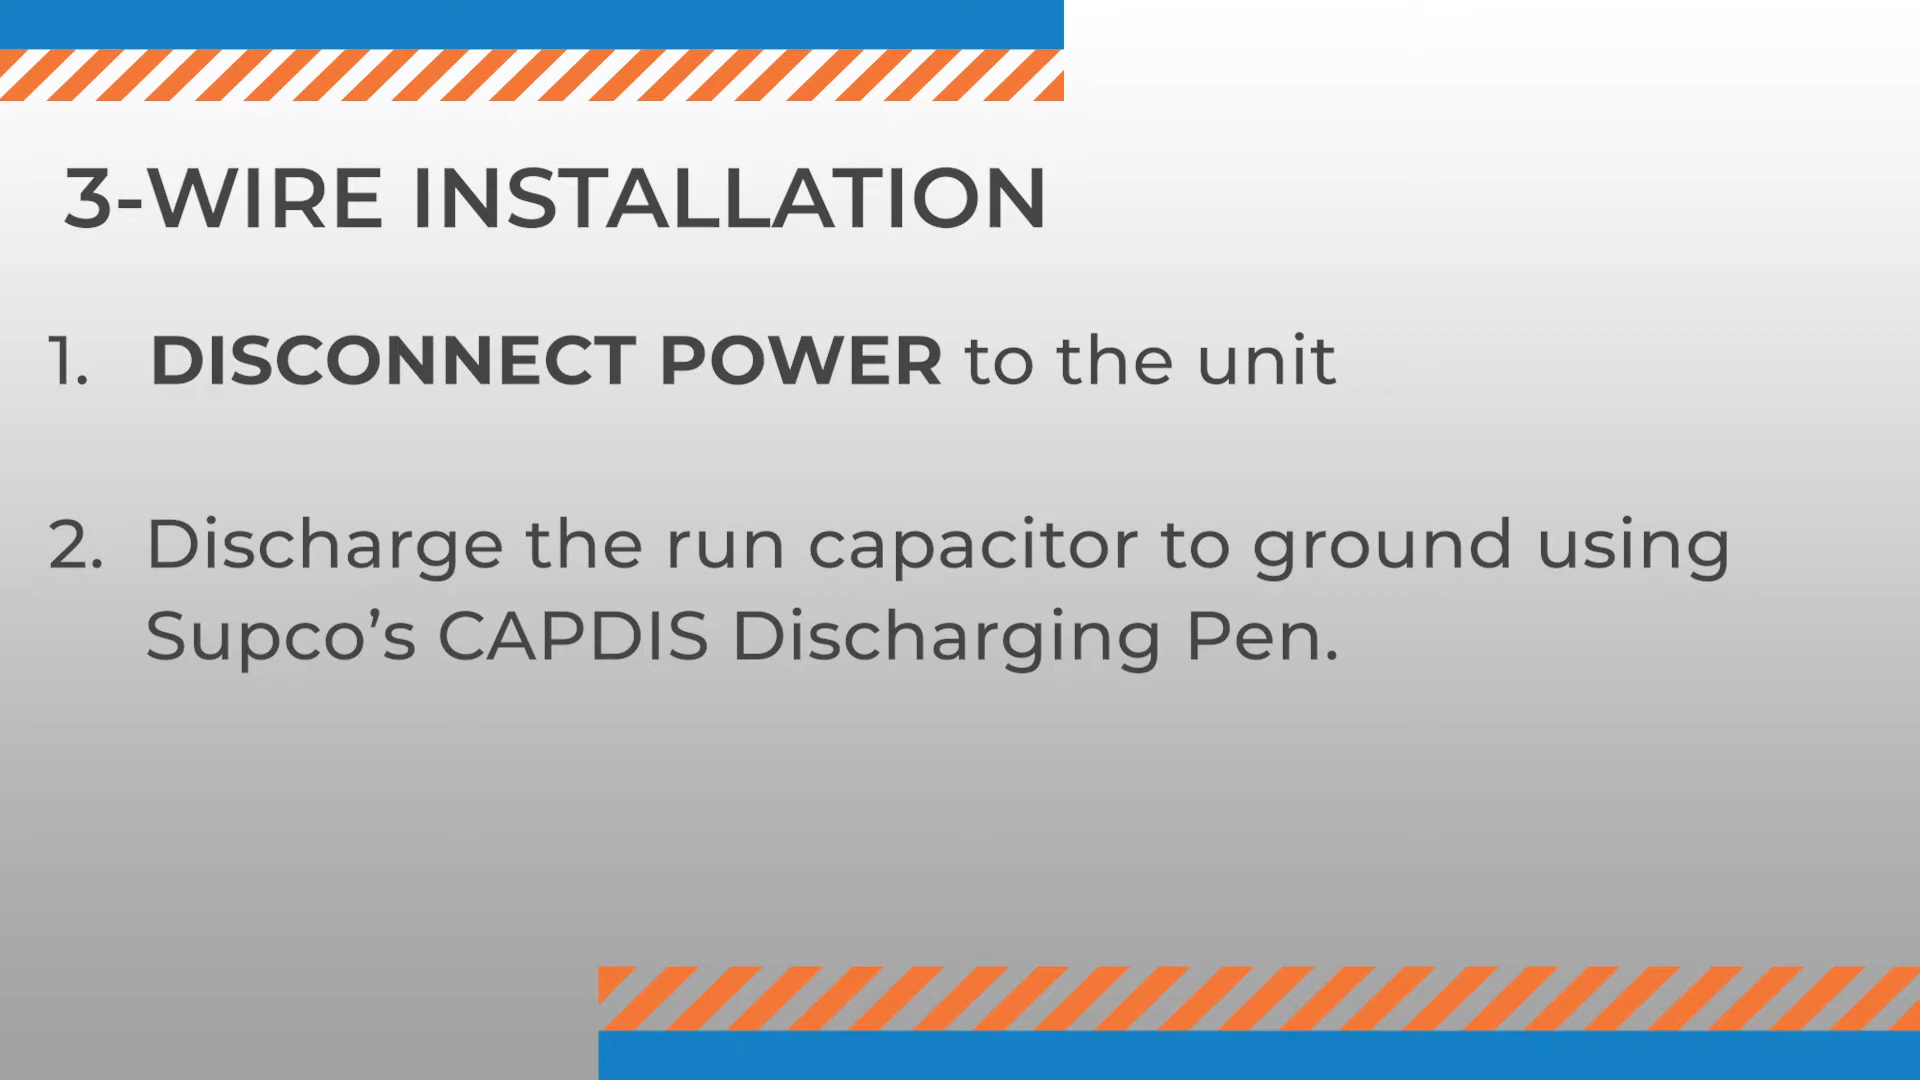 3-WIRE INSTALLATION
1. DISCONNECT POWER to the unit
2. Discharge the run capacitor to ground using
Supco’s CAPDIS Discharging Pen.